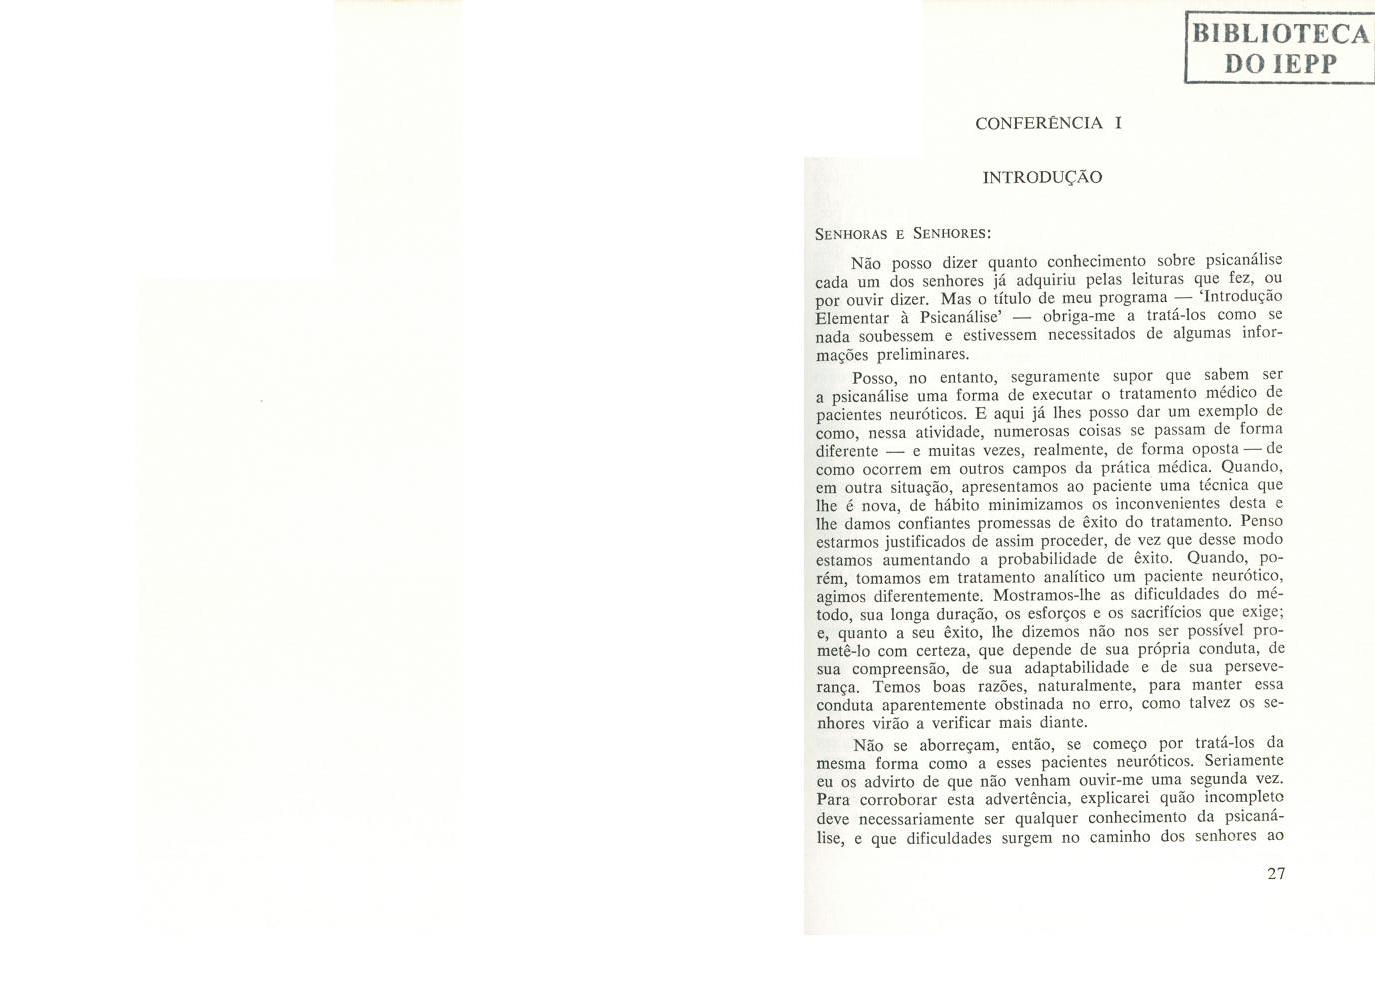 BIBLIOTECA
DO IEPP
CONFERÊNCIA I
INTRODUÇÃO
SENHORAS E SENHORES:
Não posso dizer quanto conhecimento sobre psicanálise
cada um dos senhores já adquiriu pelas leituras que fez, ou
por ouvir dizer. Mas o título de meu programa — ‘Introdução
Elementar à Psicanálise’ — obriga-me a tratá-los como se
nada soubessem e estivessem necessitados de algumas infor-
mações preliminares.
Posso, no entanto, seguramente supor que sabem ser
a psicanálise uma forma de executar o tratamento médico de
pacientes neuróticos. E aqui já lhes posso dar um exemplo de
como, nessa atividade, numerosas coisas se passam de forma
diferente — e muitas vezes, realmente, de forma oposta — de
como ocorrem em outros campos da prática médica. Quando,
em outra situação, apresentamos ao paciente uma técnica que
lhe é nova, de hábito minimizamos os inconvenientes desta e
lhe damos confiantes promessas de êxito do tratamento. Penso
estarmos justificados de assim proceder, de vez que desse modo
estamos aumentando a probabilidade de êxito. Quando, po-
rém, tomamos em tratamento analítico um paciente neurótico,
agimos diferentemente. Mostramos-lhe as dificuldades do mé-
todo, sua longa duração, os esforços e os sacrifícios que exige;
e, quanto a seu êxito, lhe dizemos não nos ser possível pro-
metê-lo com certeza, que depende de sua própria conduta, de
sua compreensão, de sua adaptabilidade e de sua perseve-
rança. Temos boas razões, naturalmente, para manter essa
conduta aparentemente obstinada no erro, como talvez os se-
nhores virão a verificar mais diante.
Não se aborreçam, então, se começo por tratá-los da
mesma forma como a esses pacientes neuróticos. Seriamente
eu os advirto de que não venham ouvir-me uma segunda vez.
Para corroborar esta advertência, explicarei quão incompleto
deve necessariamente ser qualquer conhecimento da psicaná-
lise, e que dificuldades surgem no caminho dos senhores ao
27